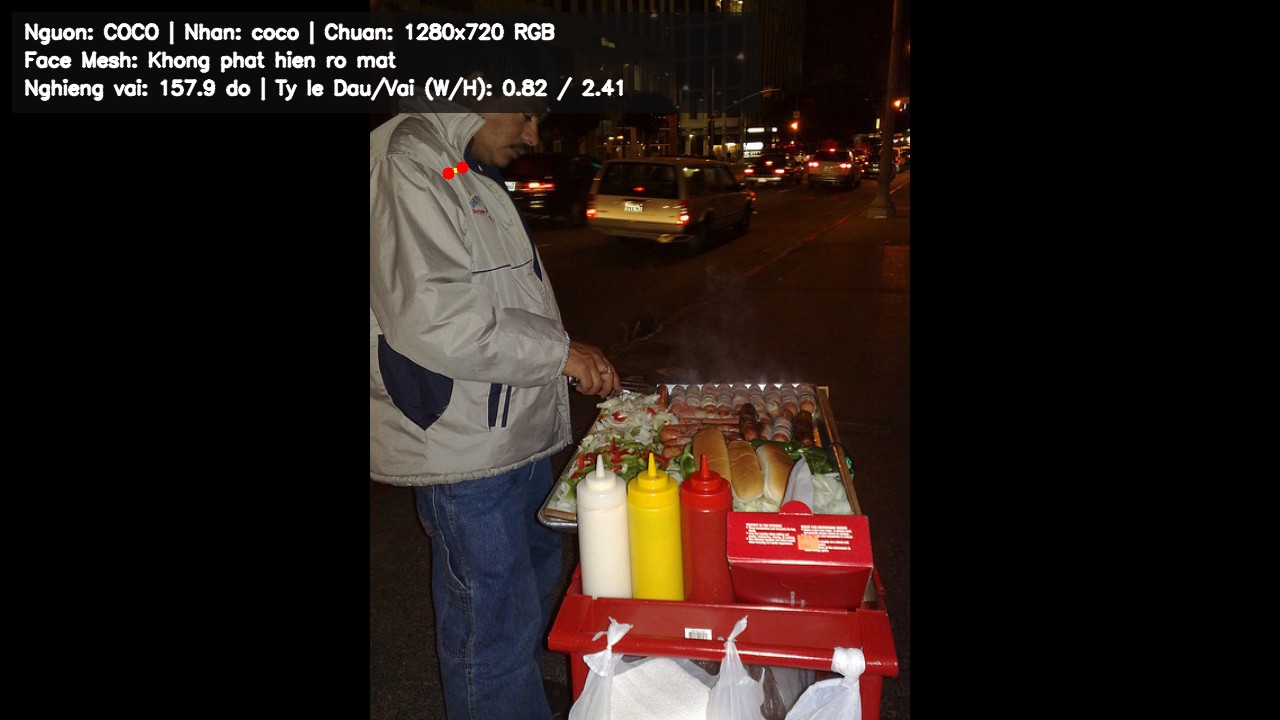 Nguon: COCO | Nhan: coco | Chuan: 1280x720 RGB
Face Mesh: Khong phat hien ro mat
Nghieng vai: 157.9 do | Ty le Dau/Vai (W/H): 0.82 / 2.41